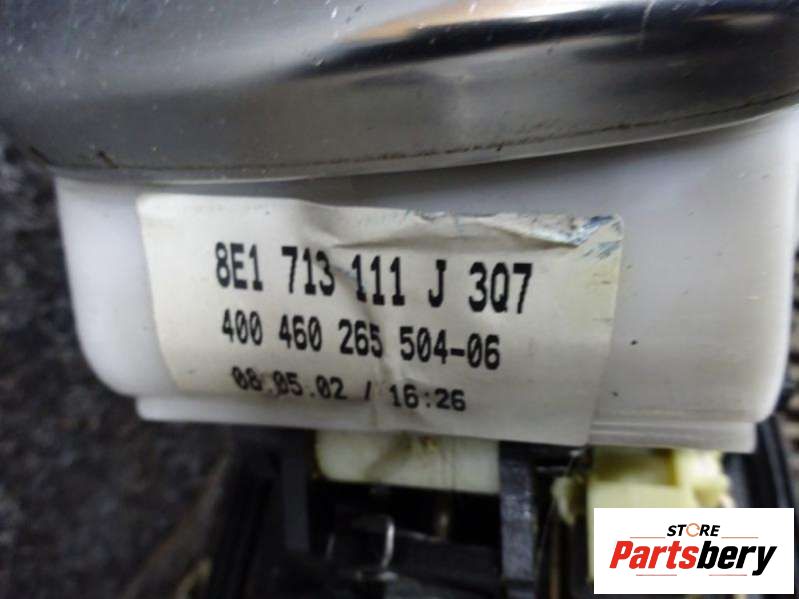 8E1 713 111 J 3Q7
400 460 265 504-06
08.05.02 / 16:26
STORE
Partsbery